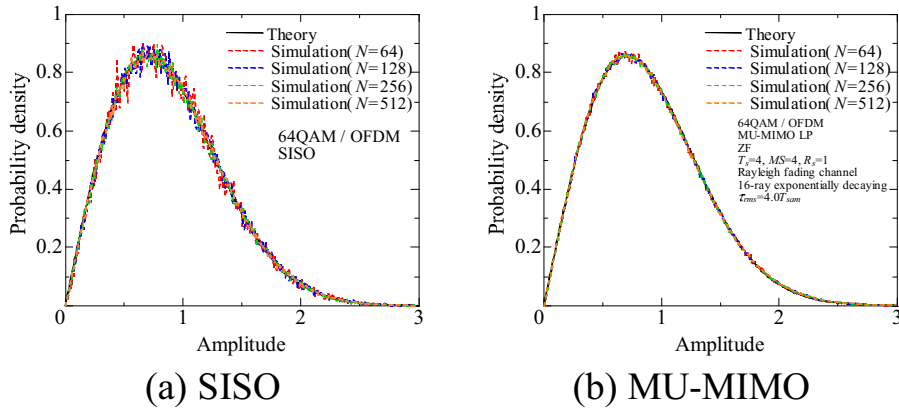 1
0.8
0.6
0.4
0.2
0
1
2
3
Probability density
Amplitude
Theory
Simulation( N=64)
Simulation( N=128)
Simulation( N=256)
Simulation( N=512)
64QAM / OFDM
SISO
(a) SISO
1
0.8
0.6
0.4
0.2
0
1
2
3
Probability density
Amplitude
Theory
Simulation( N=64)
Simulation( N=128)
Simulation( N=256)
Simulation( N=512)
64QAM / OFDM
MU-MIMO LP
ZF
Ts=4, MS=4, Rs=1
Rayleigh fading channel
16-ray exponentially decaying
τrms=4.0Tsam
(b) MU-MIMO